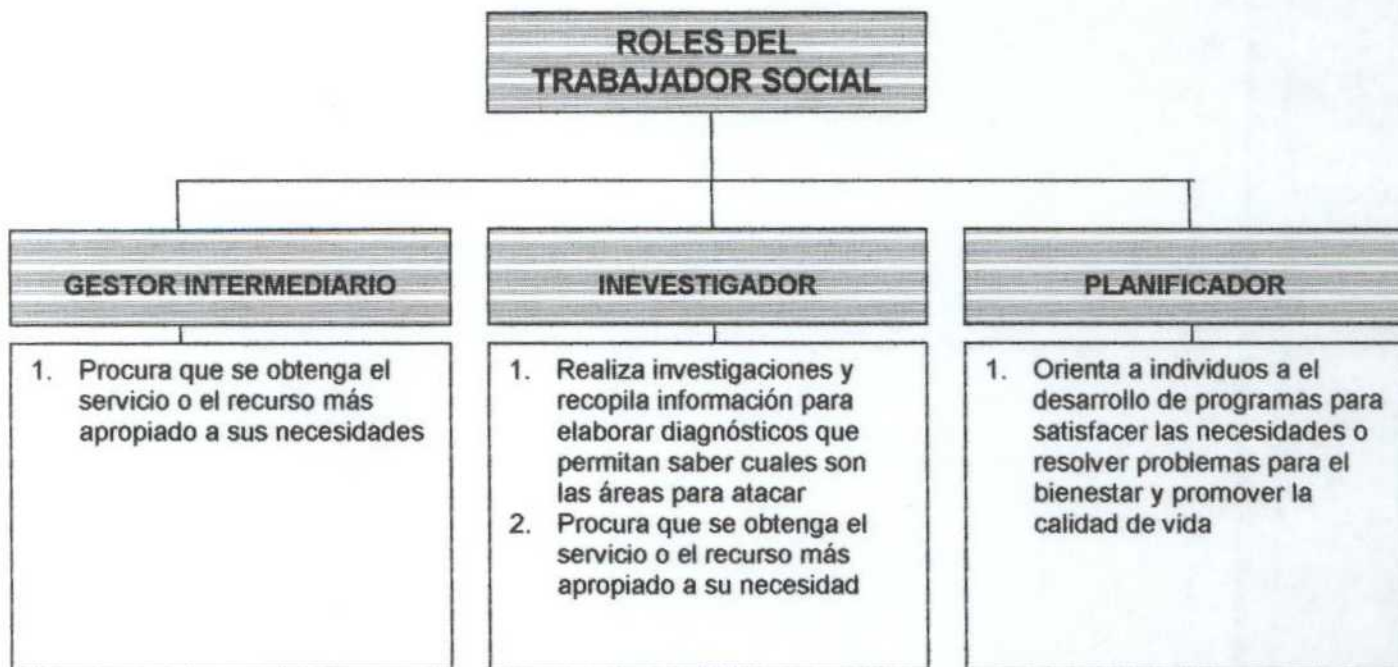 ROLES DEL
TRABAJADOR SOCIAL
GESTOR INTERMEDIARIO
1. Procura que se obtenga el
servicio o el recurso más
apropiado a sus necesidades
INEVESTIGADOR
1. Realiza investigaciones y
recopila información para
elaborar diagnósticos que
permitan saber cuales son
las áreas para atacar
2. Procura que se obtenga el
servicio o el recurso más
apropiado a su necesidad
PLANIFICADOR
1. Orienta a individuos a el
desarrollo de programas para
satisfacer las necesidades o
resolver problemas para el
bienestar y promover la
calidad de vida